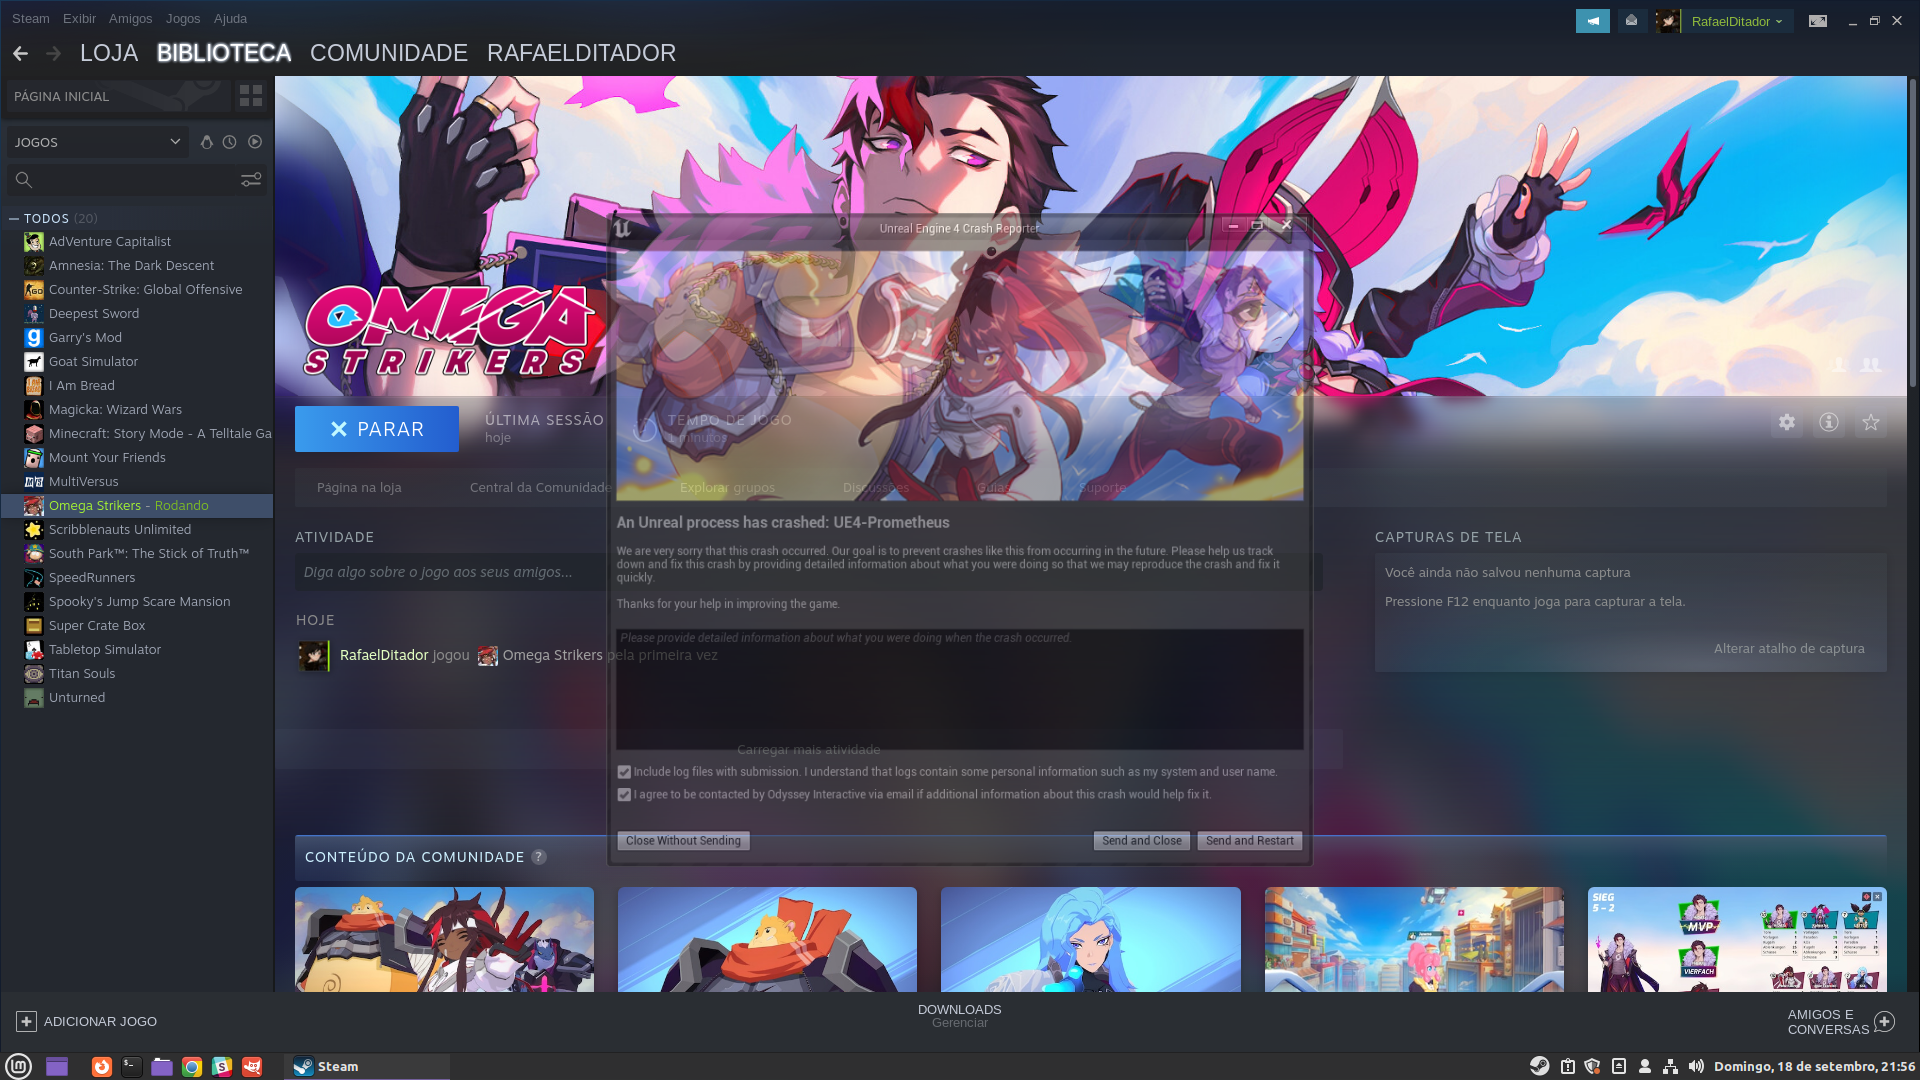 Steam Exibir Amigos Jogos Ajuda
RafaelDitador
LOJA BIBLIOTECA COMUNIDADE RAFAELDITADOR
PÁGINA INICIAL
JOGOS
TODOS (20)
AdVenture Capitalist
Amnesia: The Dark Descent
Counter-Strike: Global Offensive
Deepest Sword
Garry's Mod
Goat Simulator
I Am Bread
Magicka: Wizard Wars
Minecraft: Story Mode - A Telltale Ga
Mount Your Friends
MultiVersus
Omega Strikers - Rodando
Scribblenauts Unlimited
South Park™: The Stick of Truth™
SpeedRunners
Spooky's Jump Scare Mansion
Super Crate Box
Tabletop Simulator
Titan Souls
Unturned
OMEGA
STRIKERS
PARAR
ÚLTIMA SESSÃO
hoje
TEMPO DE JOGO
minutos
Página na loja Central da Comunidade Explorar grupos Discussões Guias Suporte
ATIVIDADE
Diga algo sobre o jogo aos seus amigos...
HOJE
RafaelDitador jogou Omega Strikers pela primeira vez
Carregar mais atividade
CAPTURAS DE TELA
Você ainda não salvou nenhuma captura
Pressione F12 enquanto joga para capturar a tela.
Alterar atalho de captura
Unreal Engine 4 Crash Reporter
An Unreal process has crashed: UE4-Prometheus
We are very sorry that this crash occurred. Our goal is to prevent crashes like this from occurring in the future. Please help us track
down and fix this crash by providing detailed information about what you were doing so that we may reproduce the crash and fix it
quickly.
Thanks for your help in improving the game.
Please provide detailed information about what you were doing when the crash occurred.
Include log files with submission. I understand that logs contain some personal information such as my system and user name.
I agree to be contacted by Odyssey Interactive via email if additional information about this crash would help fix it.
Close Without Sending Send and Close Send and Restart
CONTEÚDO DA COMUNIDADE ?
SIEG
5 - 2
MVP
VIERFACH
ADICIONAR JOGO
DOWNLOADS
Gerenciar
AMIGOS E
CONVERSAS
Steam
Domingo, 18 de setembro, 21:56